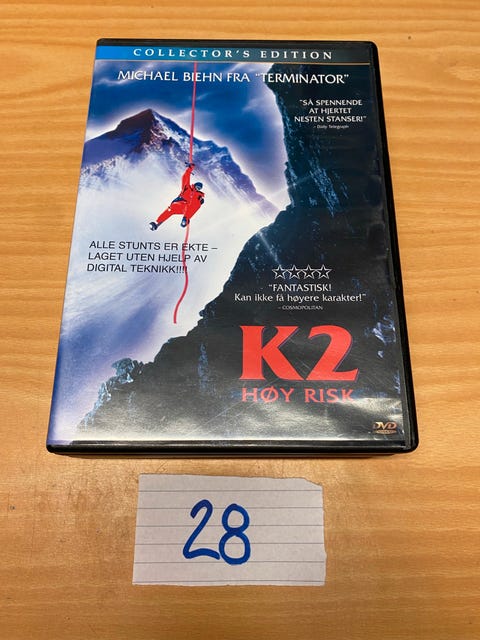 COLLECTOR'S EDITION
MICHAEL BIEHN FRA "TERMINATOR"
"SÅ SPENNENDE
AT HJERTET
NESTEN STANSER!"
– Daily Telegraph
ALLE STUNTS ER EKTE –
LAGET UTEN HJELP AV
DIGITAL TEKNIKK!!!!
"FANTASTISK!
Kan ikke få høyere karakter!"
– COSMOPOLITAN
K2
HØY RISK
DVD
28